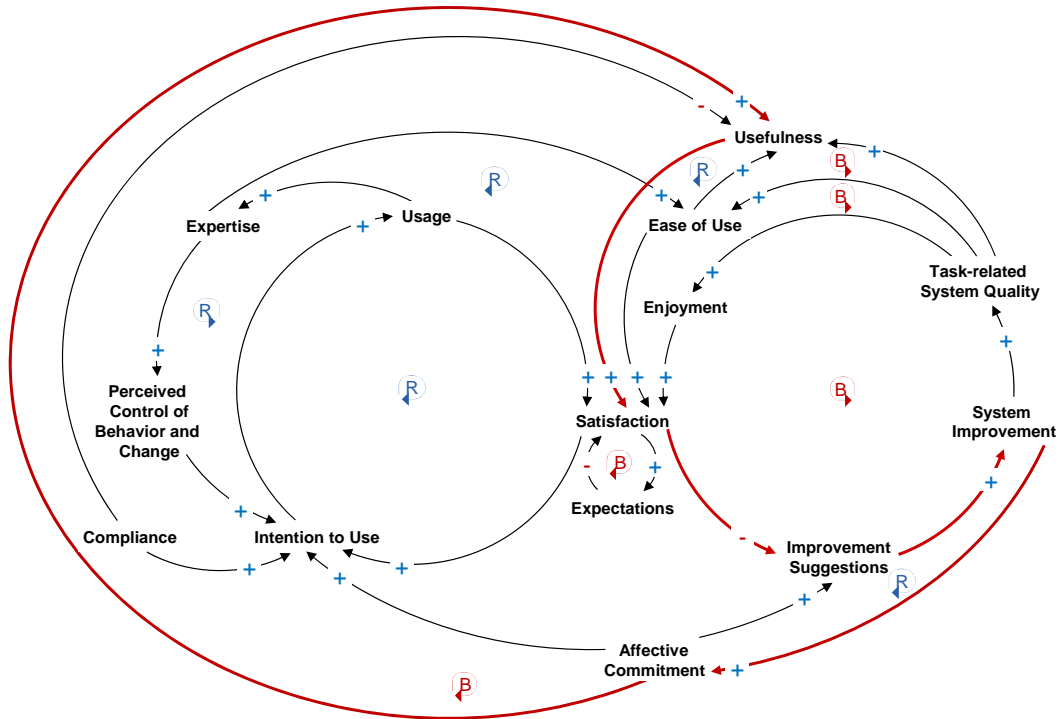 +
-
Usefulness
+
B
R
+
R
+
+
+
B
Usage
Ease of Use
+
Expertise
Task-related
System Quality
+
Enjoyment
R
+
+
+
+
+
+
R
B
Perceived
Control of
Behavior and
Change
Satisfaction
System
Improvement
B
-
+
+
Expectations
+
Compliance
Intention to Use
-
Improvement
Suggestions
+
+
+
+
R
Affective
Commitment
+
B